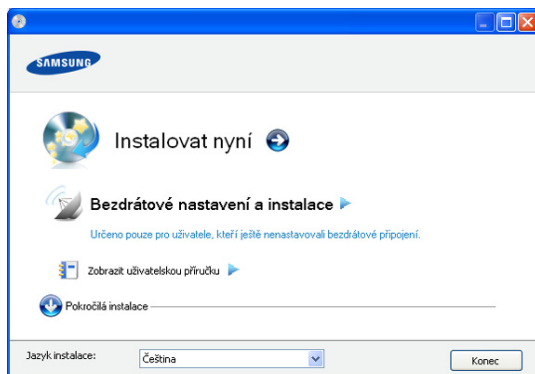 SAMSUNG
Instalovat nyní
Bezdrátové nastavení a instalace
Určeno pouze pro uživatele, kteří ještě nenastavovali bezdrátové připojení.
Zobrazit uživatelskou příručku
Pokročilá instalace
Jazyk instalace:
Čeština
Konec